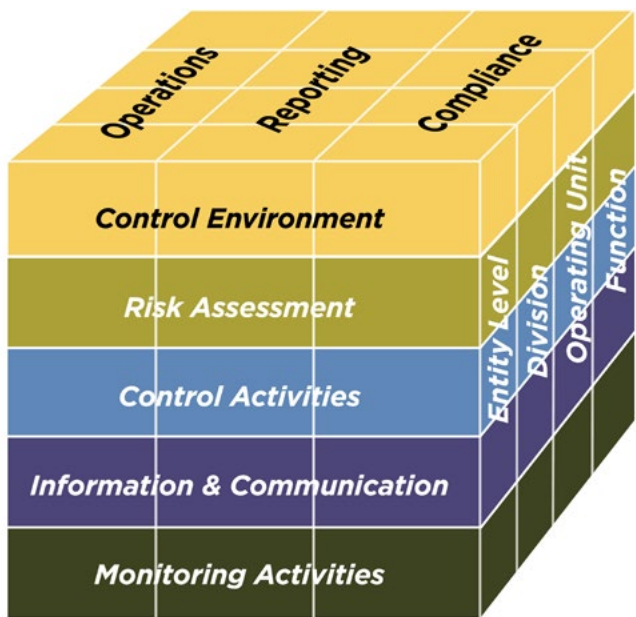 Operations
Reporting
Compliance
Control Environment
Risk Assessment
Control Activities
Information & Communication
Monitoring Activities
Entity Level
Division
Operating Unit
Function